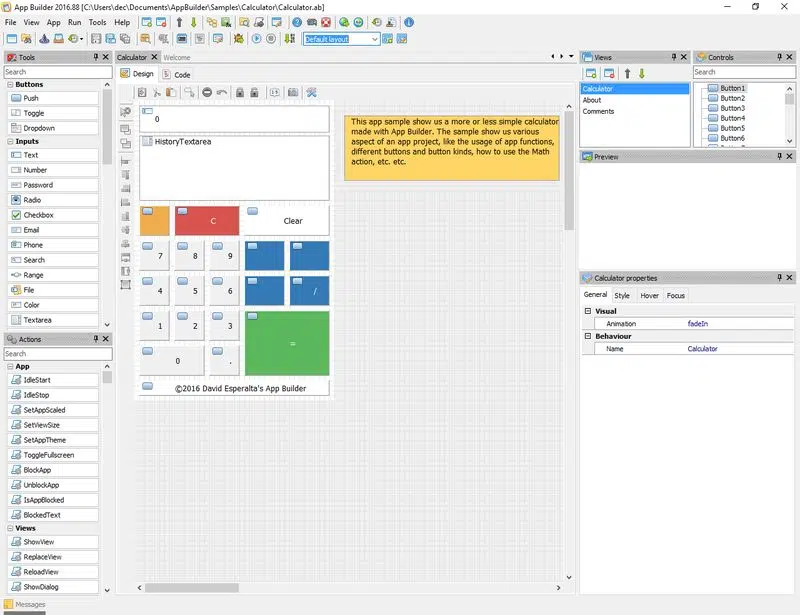 App Builder 2016.88 - C:\Users\dec\Documents\AppBuilder\Samples\Calculator\Calculator.ab]
File View App Run Tools Help
Default layout
Tools
Search
Buttons
Push
Toggle
Dropdown
Inputs
Text
Number
Password
Radio
Checkbox
Email
Phone
Search
Range
File
Color
Textarea
Actions
Search
App
IdleStart
IdleStop
SetAppScaled
SetViewSize
SetAppTheme
ToggleFullscreen
BlockApp
UnblockApp
IsAppBlocked
BlockedText
Views
ShowView
ReplaceView
ReloadView
ShowDialog
Messages
Calculator Welcome
Design Code
0
HistoryTextarea
C Clear
7 8 9
4 5 6 /
1 2 3
=
0 .
©2016 David Esperalta's App Builder
This app sample show us a more or less simple calculator
made with App Builder. The sample show us various
aspect of an app project, like the usage of app functions,
different buttons and button kinds, how to use the Math
action, etc. etc.
Views
Calculator
About
Comments
Controls
Search
Button1
Button2
Button3
Button4
Button5
Button6
Preview
Calculator properties
General Style Hover Focus
Visual
Animation fadeIn
Behaviour
Name Calculator